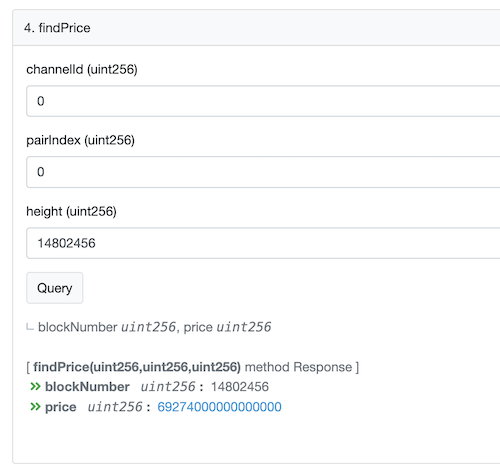 4. findPrice
channelId (uint256)
0
pairIndex (uint256)
0
height (uint256)
14802456
Query
blockNumber uint256, price uint256
[ findPrice(uint256,uint256,uint256) method Response ]
>> blockNumber uint256 : 14802456
>> price uint256 : 69274000000000000